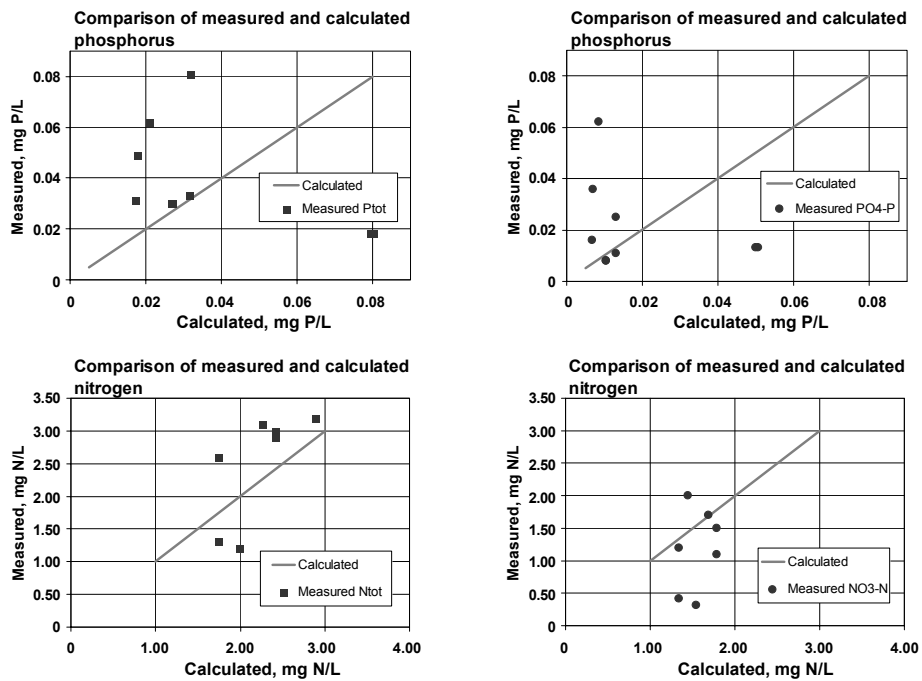 Comparison of measured and calculated
phosphorus
0.08
0.06
0.04
0.02
0
Measured, mg P/L
Calculated
Measured Ptot
0 0.02 0.04 0.06 0.08
Calculated, mg P/L
Comparison of measured and calculated
phosphorus
0.08
0.06
0.04
0.02
0
Measured, mg P/L
Calculated
Measured PO4-P
0 0.02 0.04 0.06 0.08
Calculated, mg P/L
Comparison of measured and calculated
nitrogen
3.50
3.00
2.50
2.00
1.50
1.00
0.50
0
Measured, mg N/L
Calculated
Measured Ntot
0 1.00 2.00 3.00 4.00
Calculated, mg N/L
Comparison of measured and calculated
nitrogen
3.50
3.00
2.50
2.00
1.50
1.00
0.50
0
Measured, mg N/L
Calculated
Measured NO3-N
0 1.00 2.00 3.00 4.00
Calculated, mg N/L